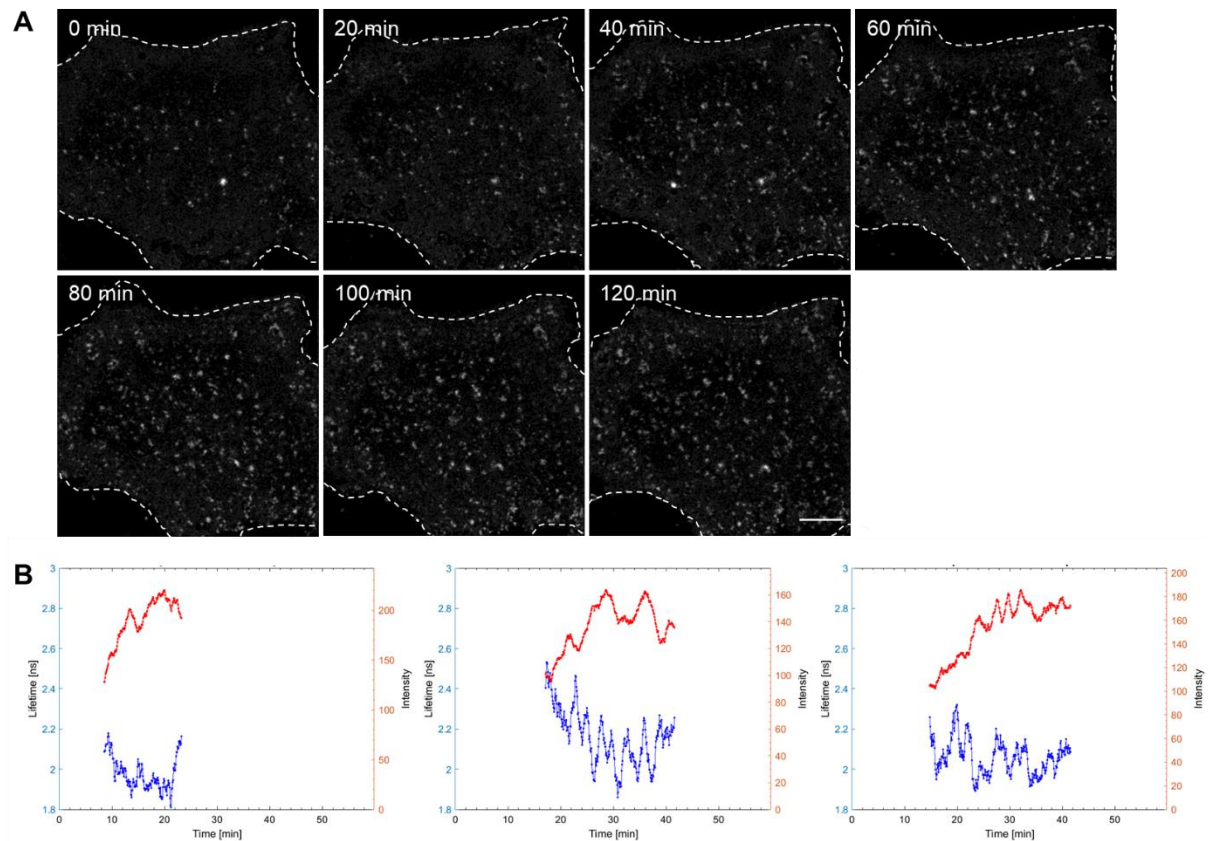 A
0 min 20 min 40 min 60 min
80 min 100 min 120 min
B
3 2.8 2.6 2.4 2.2 2 1.8
Lifetime [ns]
200 150 100 50 0
Intensity
0 10 20 30 40 50
Time [min]
3 2.8 2.6 2.4 2.2 2 1.8
Lifetime [ns]
160 140 120 100 80 60 40 20 0
Intensity
0 10 20 30 40 50
Time [min]
3 2.8 2.6 2.4 2.2 2 1.8
Lifetime [ns]
200 180 160 140 120 100 80 60 40 20 0
Intensity
0 10 20 30 40 50
Time [min]